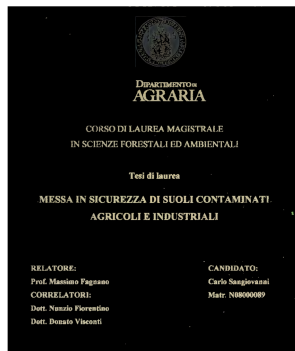 DIPARTIMENTO DI
AGRARIA
CORSO DI LAUREA MAGISTRALE
IN SCIENZE FORESTALI ED AMBIENTALI
Tesi di laurea
MESSA IN SICUREZZA DI SUOLI CONTAMINATI
AGRICOLI E INDUSTRIALI
RELATORE:
Prof. Massimo Fagnano
CORRELATORI:
Dott. Nunzio Fiorentino
Dott. Donato Visconti
CANDIDATO:
Carlo Sangiovanni
Matr. N08000089